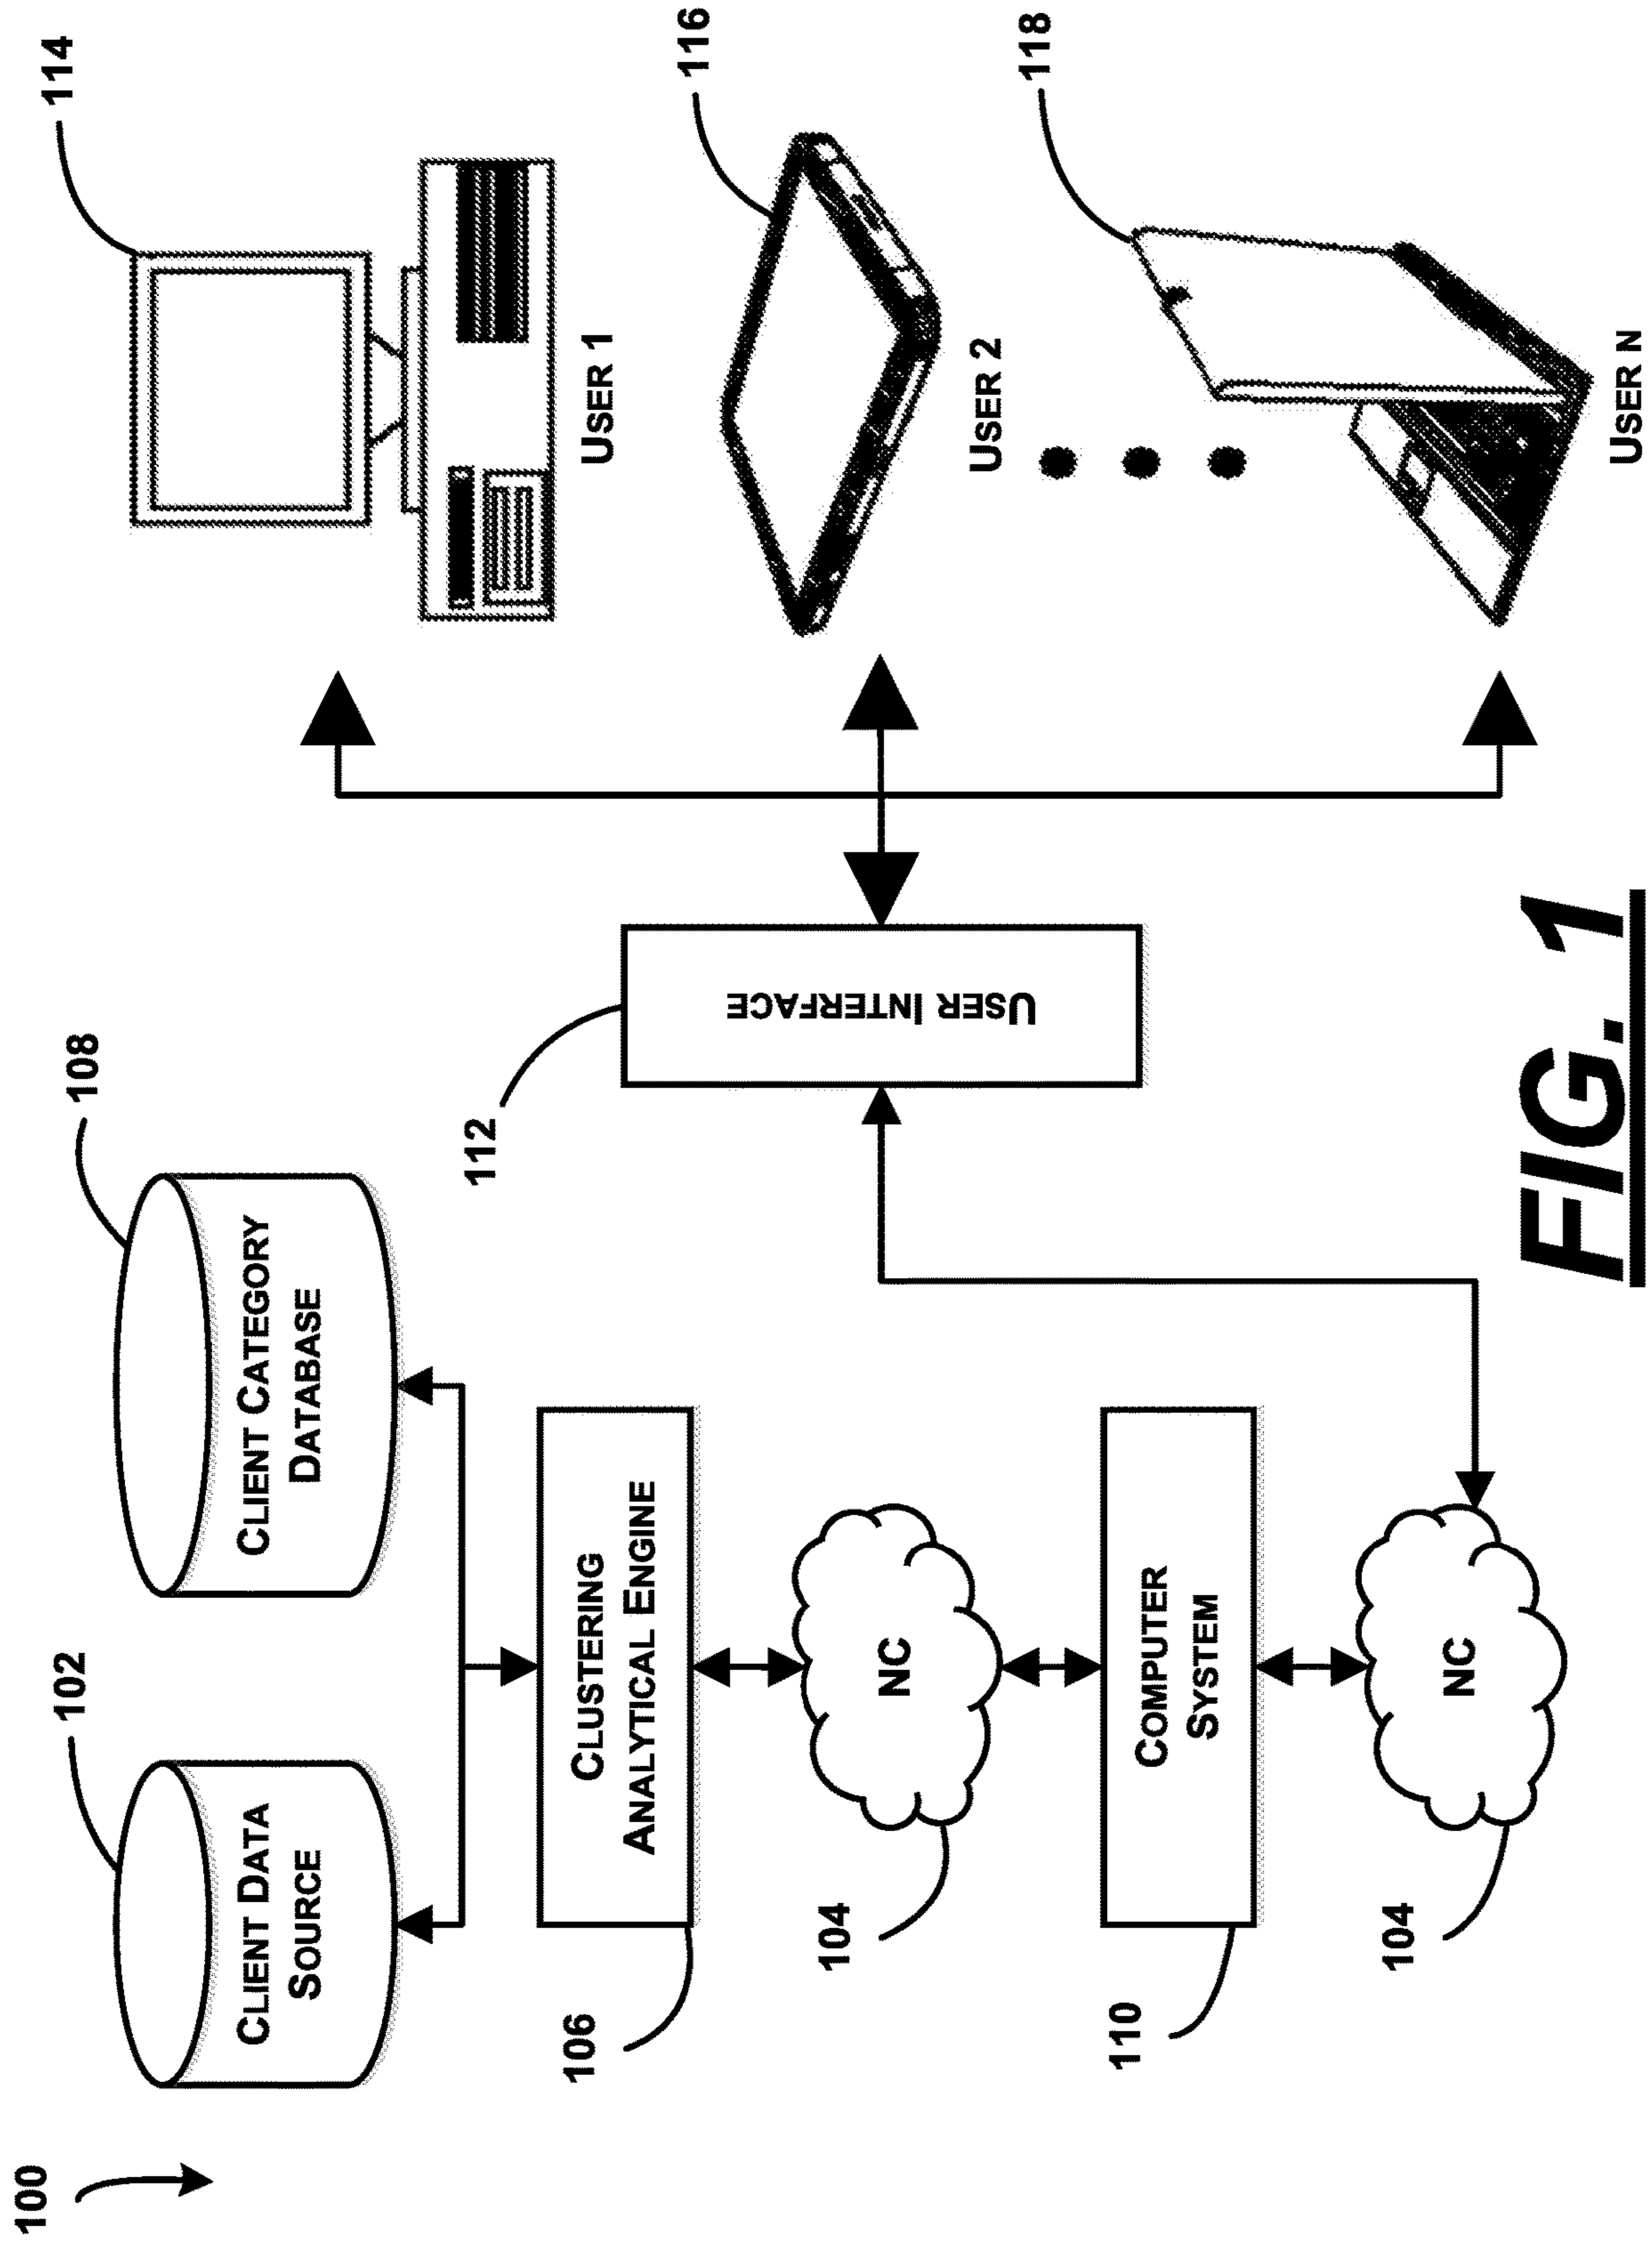 100
102
108
CLIENT DATA
SOURCE
CLIENT CATEGORY
DATABASE
106
CLUSTERING
ANALYTICAL ENGINE
104
NC
110
COMPUTER
SYSTEM
104
NC
112
USER INTERFACE
114
USER 1
116
USER 2
118
USER N
FIG. 1